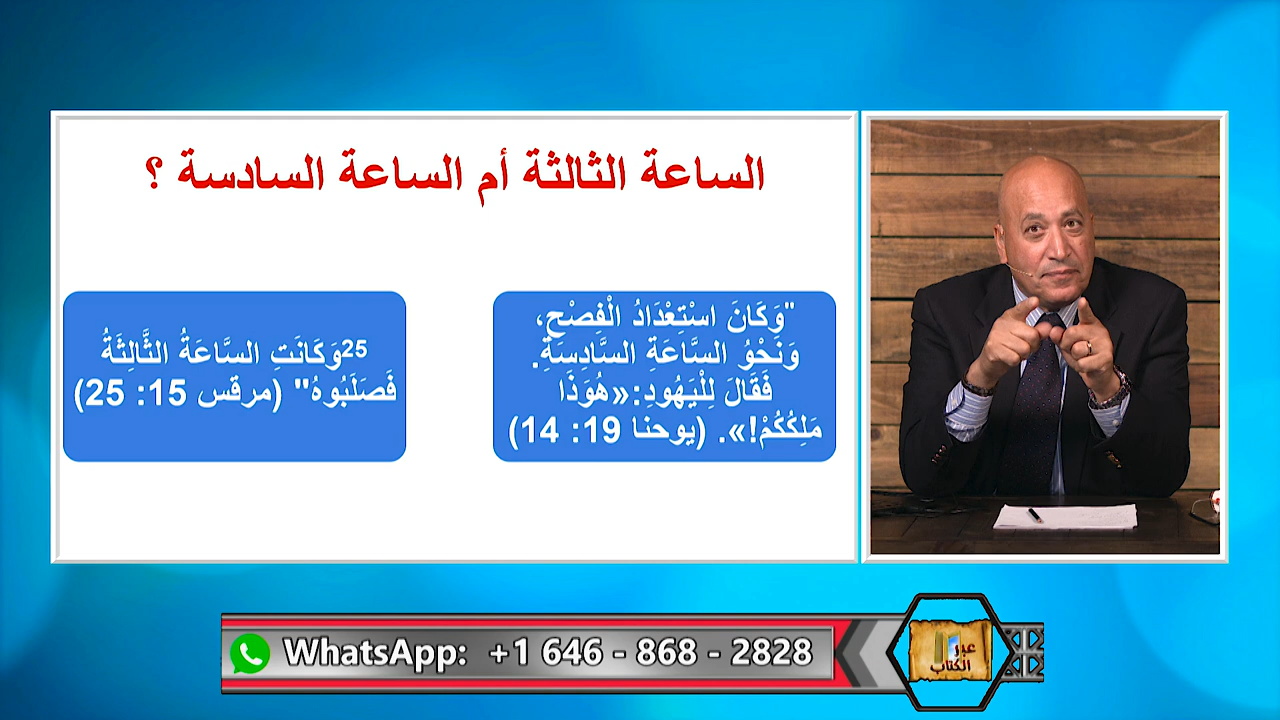 الساعة الثالثة أم الساعة السادسة ؟
"وَكَانَ اسْتِعْدَادُ الْفِصْحِ،
وَنَحْوُ السَّاعَةِ السَّادِسَةِ.
فَقَالَ لِلْيَهُودِ:«هُوَذَا
مَلِكُكُمْ!». (يوحنا 19: 14)
25وَكَانَتِ السَّاعَةُ الثَّالِثَةُ
فَصَلَبُوهُ" (مرقس 15: 25)
WhatsApp: +1 646 - 868 - 2828
عبر
الكتاب